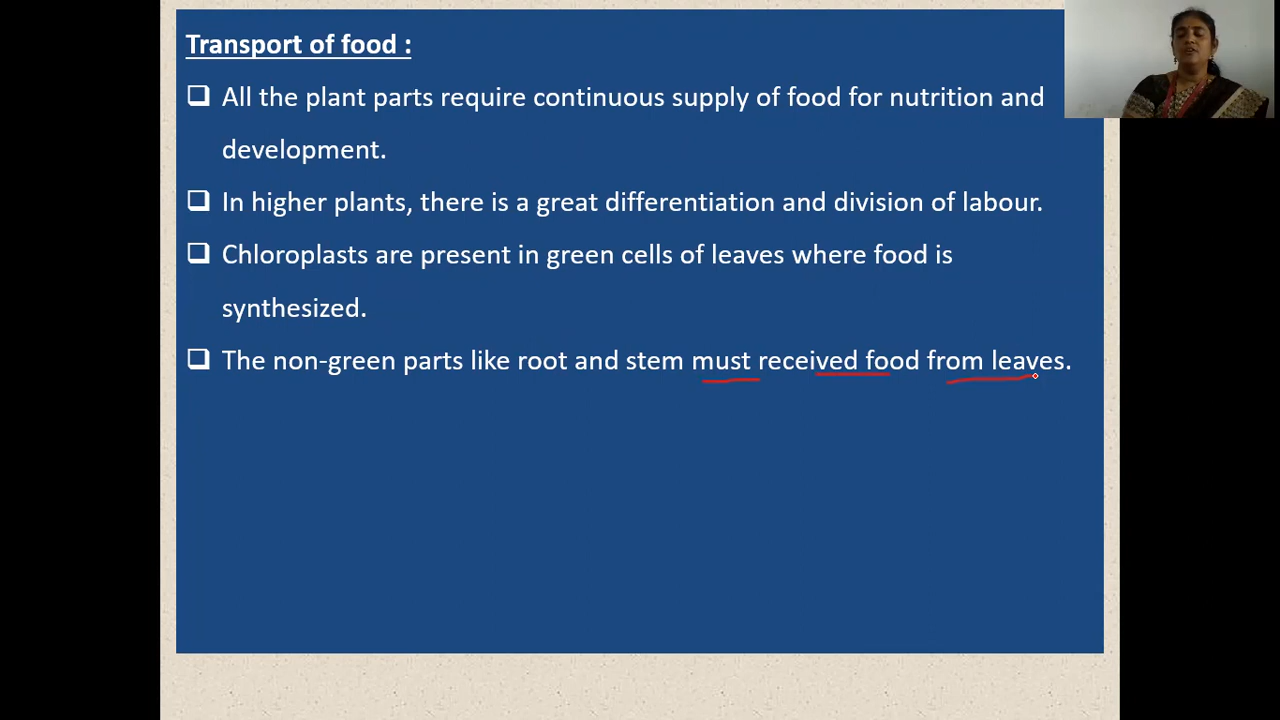 Transport of food :
❑ All the plant parts require continuous supply of food for nutrition and
development.
❑ In higher plants, there is a great differentiation and division of labour.
❑ Chloroplasts are present in green cells of leaves where food is
synthesized.
❑ The non-green parts like root and stem must received food from leaves.